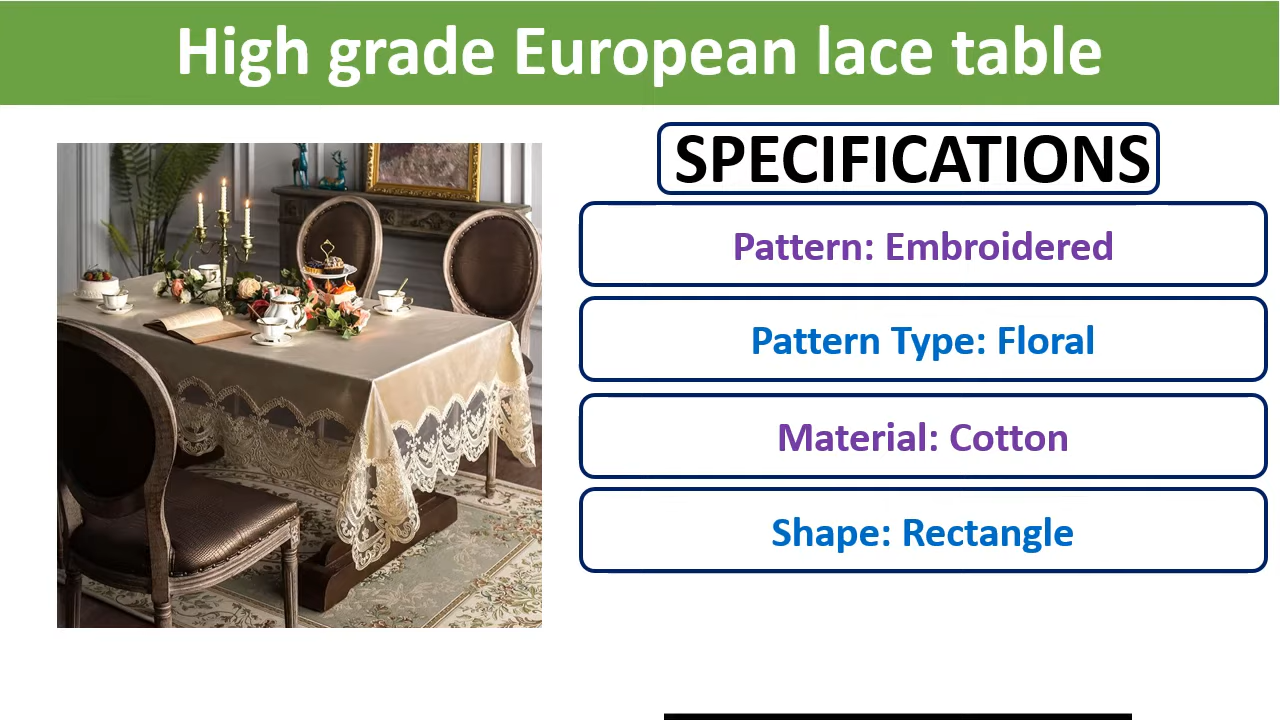 High grade European lace table
SPECIFICATIONS
Pattern: Embroidered
Pattern Type: Floral
Material: Cotton
Shape: Rectangle